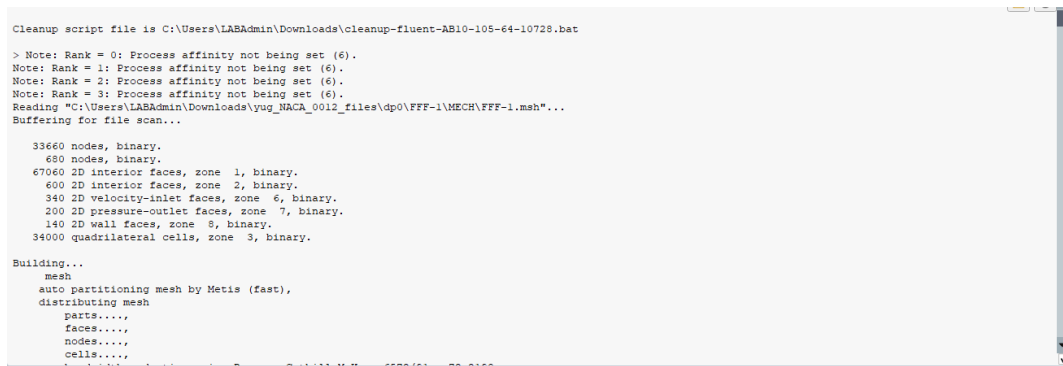 Cleanup script file is C:\Users\LABAdmin\Downloads\cleanup-fluent-AB10-105-64-10728.bat
> Note: Rank = 0: Process affinity not being set (6).
Note: Rank = 1: Process affinity not being set (6).
Note: Rank = 2: Process affinity not being set (6).
Note: Rank = 3: Process affinity not being set (6).
Reading "C:\Users\LABAdmin\Downloads\yug_NACA_0012_files\dp0\FFF-1\MECH\FFF-1.msh"...
Buffering for file scan...
33660 nodes, binary.
680 nodes, binary.
67060 2D interior faces, zone 1, binary.
600 2D interior faces, zone 2, binary.
340 2D velocity-inlet faces, zone 6, binary.
200 2D pressure-outlet faces, zone 7, binary.
140 2D wall faces, zone 8, binary.
34000 quadrilateral cells, zone 3, binary.
Building...
mesh
auto partitioning mesh by Metis (fast),
distributing mesh
parts....,
faces....,
nodes....,
cells....,